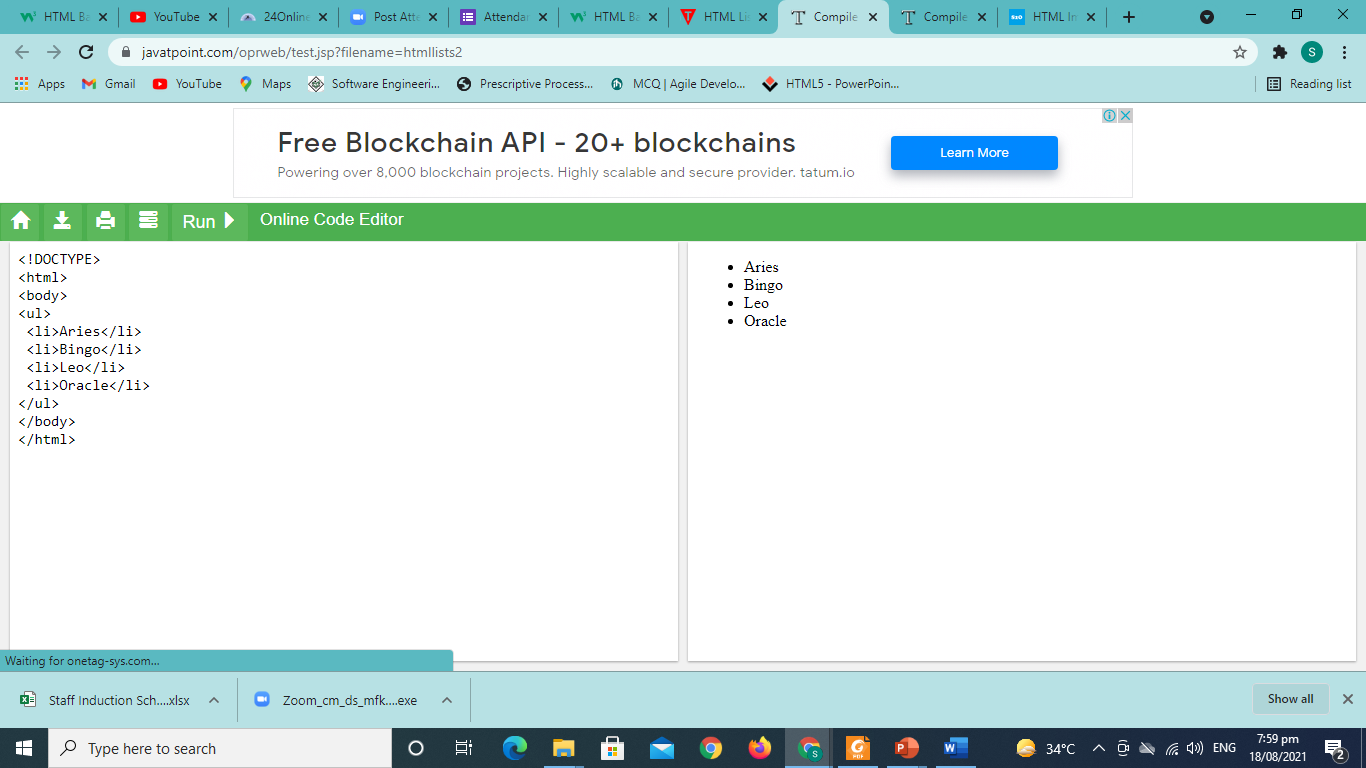 HTML Ba
YouTube
24Online
Post Atte
Attendan
HTML Ba
HTML Lis
Compile
Compile
HTML In
javatpoint.com/oprweb/test.jsp?filename=htmllists2
S
Apps
Gmail
YouTube
Maps
Software Engineeri...
Prescriptive Process...
MCQ | Agile Develo...
HTML5 - PowerPoin...
Reading list
Free Blockchain API - 20+ blockchains
Powering over 8,000 blockchain projects. Highly scalable and secure provider. tatum.io
Learn More
Run
Online Code Editor
<!DOCTYPE>
<html>
<body>
<ul>
<li>Aries</li>
<li>Bingo</li>
<li>Leo</li>
<li>Oracle</li>
</ul>
</body>
</html>
• Aries
• Bingo
• Leo
• Oracle
Waiting for onetag-sys.com...
Staff Induction Sch....xlsx
Zoom_cm_ds_mfk....exe
Show all
Type here to search
34°C
ENG
7:59 pm
18/08/2021
2